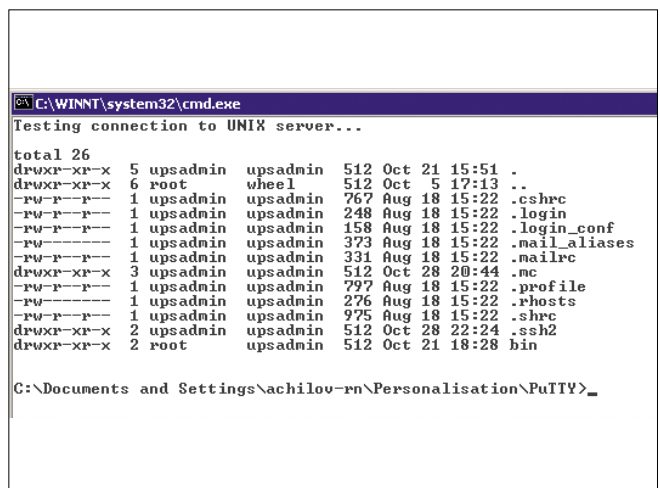 C:\WINNT\system32\cmd.exe
Testing connection to UNIX server...
total 26
drwxr-xr-x 5 upsadmin upsadmin 512 Oct 21 15:51 .
drwxr-xr-x 6 root wheel 512 Oct 5 17:13 ..
-rw-r--r-- 1 upsadmin upsadmin 767 Aug 18 15:22 .cshrc
-rw-r--r-- 1 upsadmin upsadmin 248 Aug 18 15:22 .login
-rw-r--r-- 1 upsadmin upsadmin 158 Aug 18 15:22 .login_conf
-rw------- 1 upsadmin upsadmin 373 Aug 18 15:22 .mail_aliases
-rw-r--r-- 1 upsadmin upsadmin 331 Aug 18 15:22 .mailrc
drwxr-xr-x 3 upsadmin upsadmin 512 Oct 28 20:44 .mc
-rw-r--r-- 1 upsadmin upsadmin 797 Aug 18 15:22 .profile
-rw------- 1 upsadmin upsadmin 276 Aug 18 15:22 .rhosts
-rw-r--r-- 1 upsadmin upsadmin 975 Aug 18 15:22 .shrc
drwxr-xr-x 2 upsadmin upsadmin 512 Oct 28 22:24 .ssh2
drwxr-xr-x 2 root upsadmin 512 Oct 21 18:28 bin
C:\Documents and Settings\achilov-rn\Personalisation\PuTTY>_